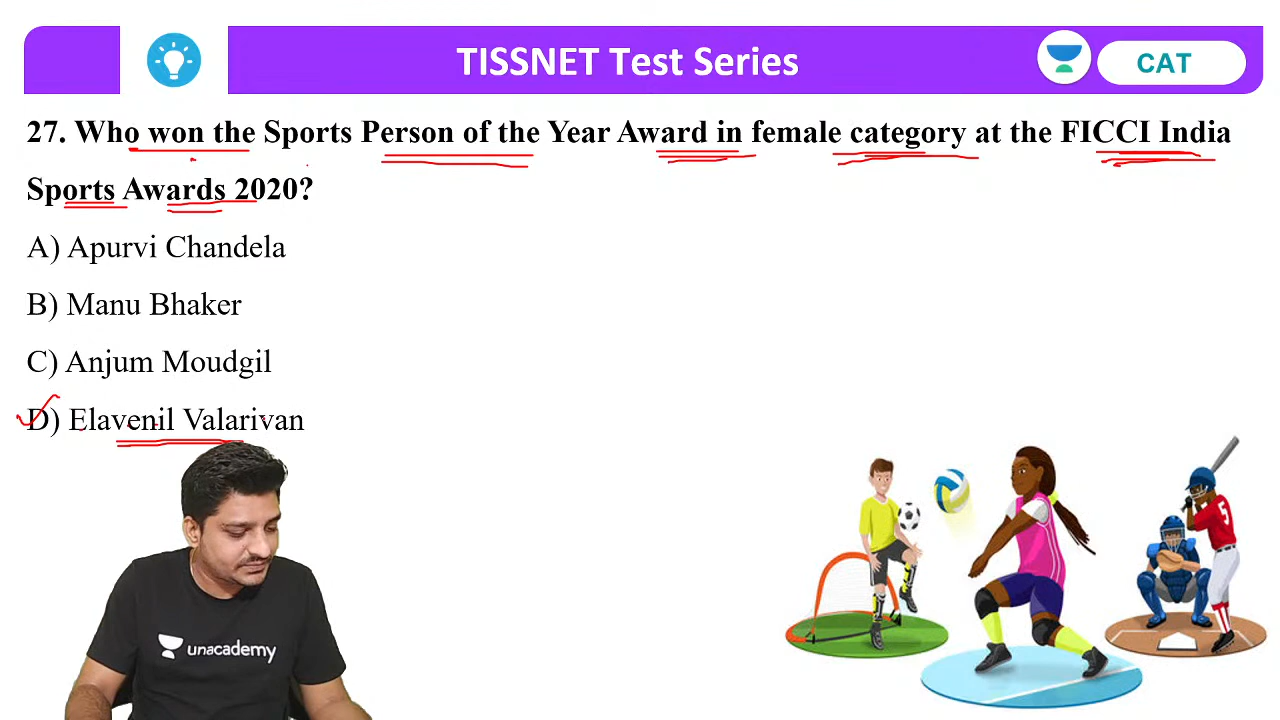 TISSNET Test Series
CAT
27. Who won the Sports Person of the Year Award in female category at the FICCI India
Sports Awards 2020?
A) Apurvi Chandela
B) Manu Bhaker
C) Anjum Moudgil
D) Elavenil Valarivan
unacademy
5